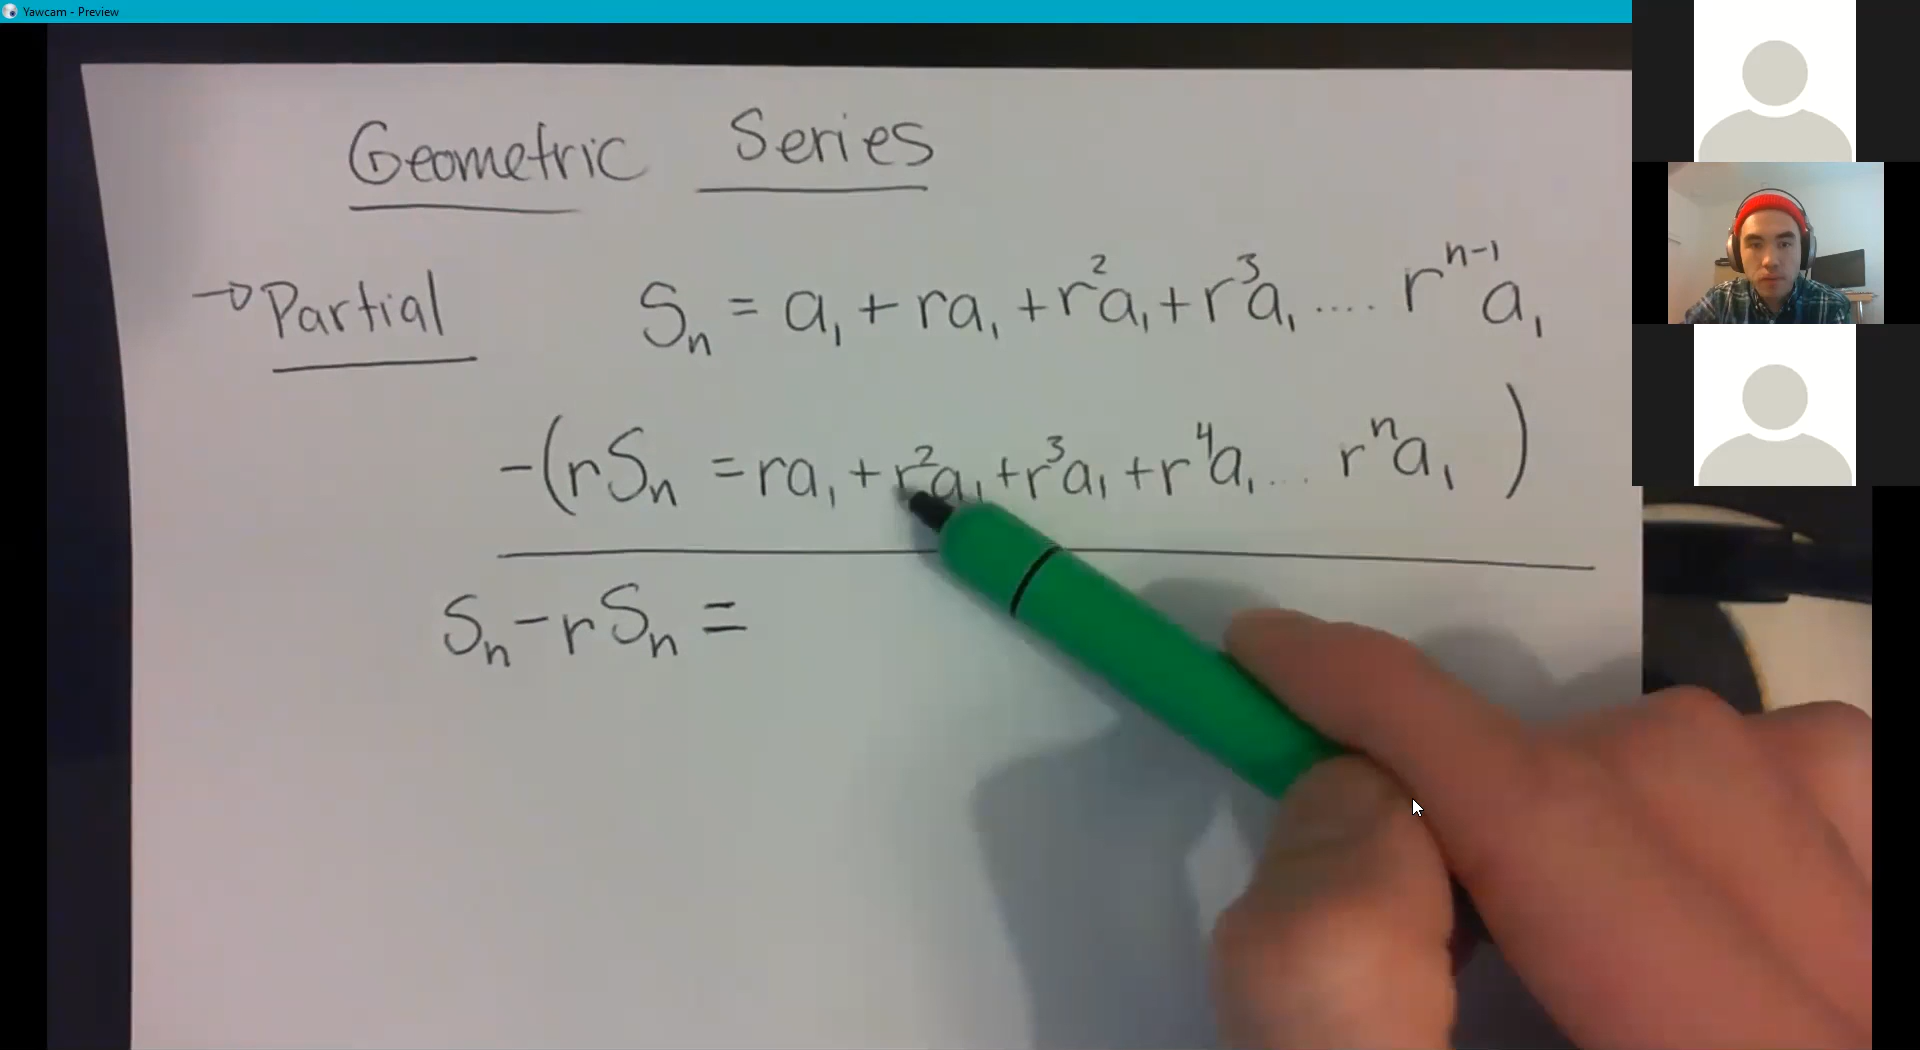 Yawcam - Preview
Geometric Series
→ Partial Sₙ = a₁ + ra₁ + r²a₁ + r³a₁ .... rⁿ⁻¹a₁
-(rSₙ = ra₁ + r²a₁ + r³a₁ + r⁴a₁ ... rⁿa₁ )
Sₙ - rSₙ =